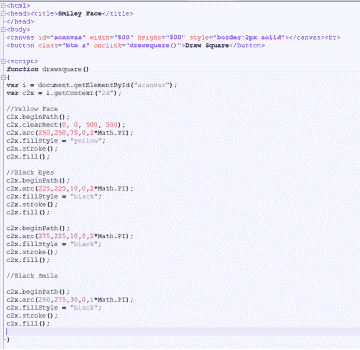 <html>
<head><title>Smiley Face</title>
</head>
<body>
<canvas id="acanvas" width="500" height="500" style="border:2px solid"></canvas><br>
<button class="btn a" onclick="drawsquare()">Draw Square</button>
<script>
function drawsquare()
{
var i = document.getElementById("acanvas");
var c2x = i.getContext("2d");
//Yellow Face
c2x.beginPath();
c2x.clearRect(0, 0, 500, 500);
c2x.arc(250,250,75,0,2*Math.PI);
c2x.fillStyle = "yellow";
c2x.stroke();
c2x.fill();
//Black Eyes
c2x.beginPath();
c2x.arc(225,225,10,0,2*Math.PI);
c2x.fillStyle = "black";
c2x.stroke();
c2x.fill();
c2x.beginPath();
c2x.arc(275,225,10,0,2*Math.PI);
c2x.fillStyle = "black";
c2x.stroke();
c2x.fill();
//Black Smile
c2x.beginPath();
c2x.arc(250,275,30,0,1*Math.PI);
c2x.fillStyle = "black";
c2x.stroke();
c2x.fill();
}